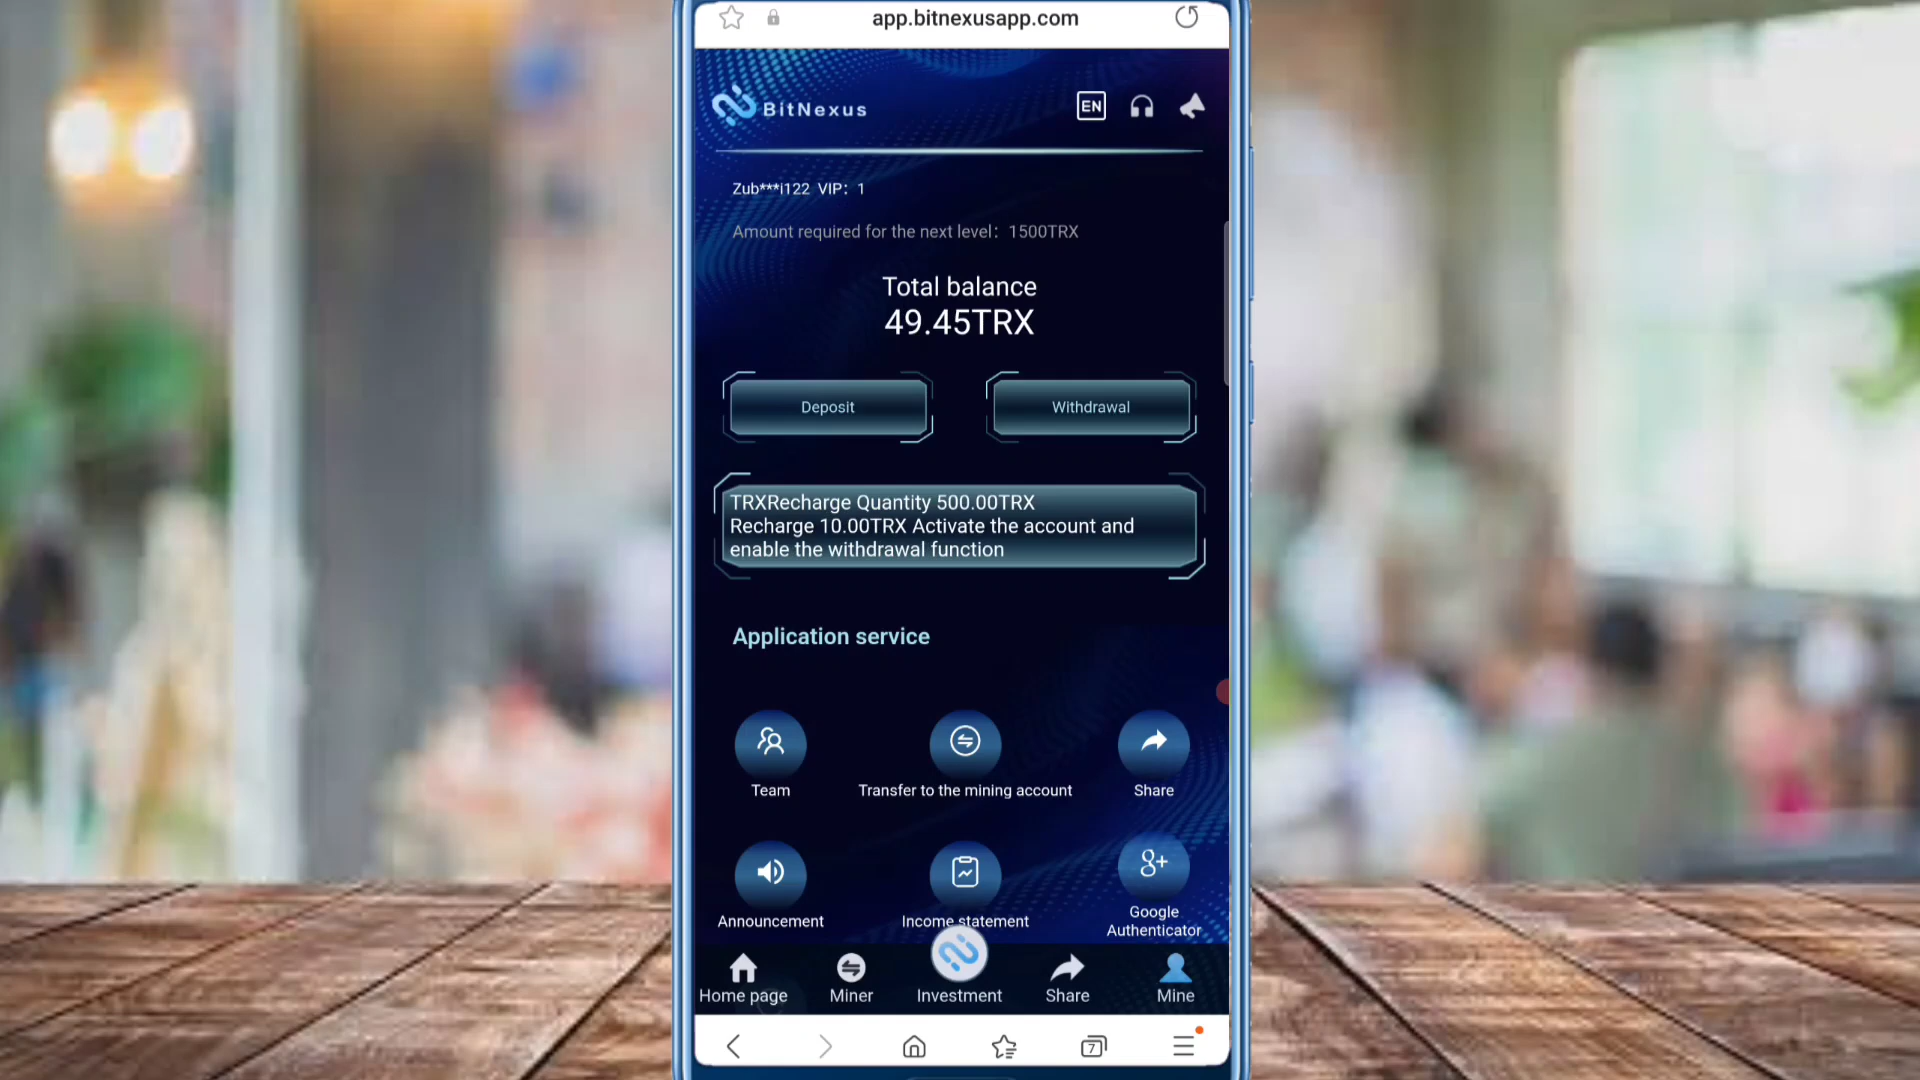 app.bitnexusapp.com
BitNexus
EN
Zub***i122 VIP: 1
Amount required for the next level: 1500TRX
Total balance
49.45TRX
Deposit
Withdrawal
TRXRecharge Quantity 500.00TRX
Recharge 10.00TRX Activate the account and
enable the withdrawal function
Application service
Team
Transfer to the mining account
Share
Announcement
Income statement
8+
Google
Authenticator
Home page
Miner
Investment
Share
Mine
7